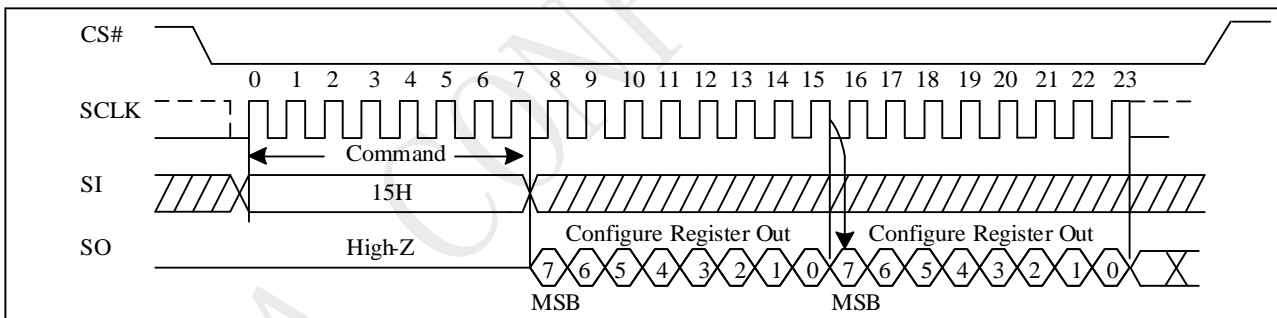 CS#
0 1 2 3 4 5 6 7 8 9 10 11 12 13 14 15 16 17 18 19 20 21 22 23
SCLK
Command
SI
15H
Configure Register Out Configure Register Out
SO
High-Z
7 6 5 4 3 2 1 0 7 6 5 4 3 2 1 0
MSB MSB